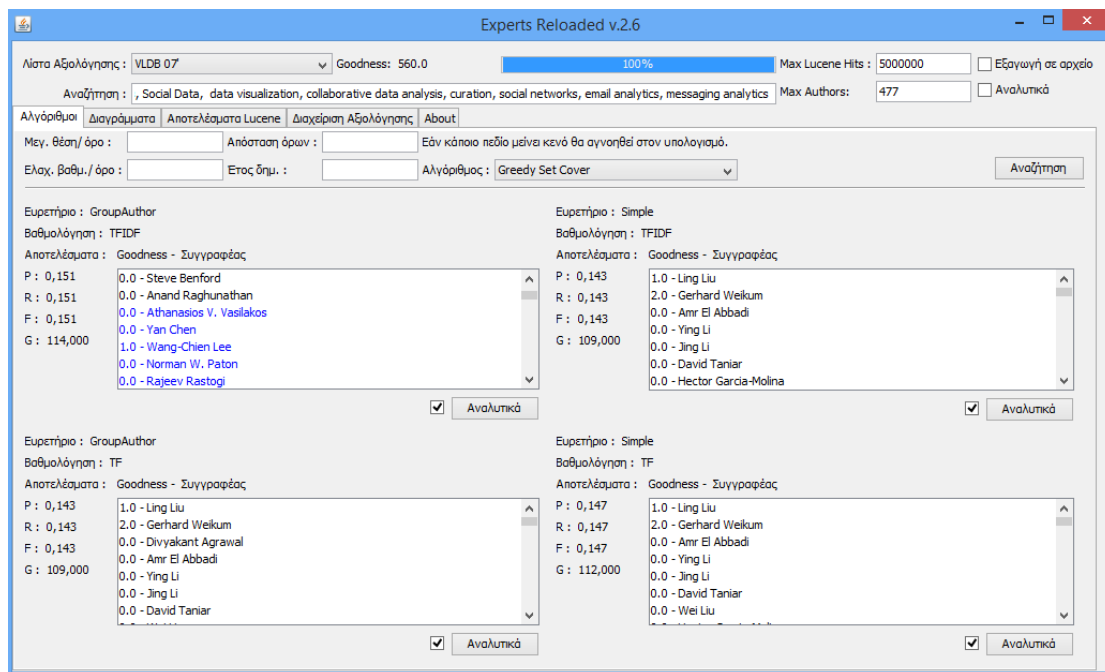 Experts Reloaded v.2.6
Λίστα Αξιολόγησης : VLDB 07' Goodness: 560.0 100% Max Lucene Hits : 5000000 Εξαγωγή σε αρχείο
Αναζήτηση : , Social Data, data visualization, collaborative data analysis, curation, social networks, email analytics, messaging analytics Max Authors: 477 Αναλυτικά
Αλγόριθμοι Διαγράμματα Αποτελέσματα Lucene Διαχείριση Αξιολόγησης About
Μεγ. θέση/ όρο : Απόσταση όρων : Εάν κάποιο πεδίο μείνει κενό θα αγνοηθεί στον υπολογισμό.
Ελαχ. βαθμ./ όρο : Έτος δημ. : Αλγόριθμος : Greedy Set Cover Αναζήτηση
Ευρετήριο : GroupAuthor
Βαθμολόγηση : TFIDF
Αποτελέσματα : Goodness - Συγγραφέας
P : 0,151
R : 0,151
F : 0,151
G : 114,000
0.0 - Steve Benford
0.0 - Anand Raghunathan
0.0 - Athanasios V. Vasilakos
0.0 - Yan Chen
1.0 - Wang-Chien Lee
0.0 - Norman W. Paton
0.0 - Rajeev Rastogi
Αναλυτικά
Ευρετήριο : Simple
Βαθμολόγηση : TFIDF
Αποτελέσματα : Goodness - Συγγραφέας
P : 0,143
R : 0,143
F : 0,143
G : 109,000
1.0 - Ling Liu
2.0 - Gerhard Weikum
0.0 - Amr El Abbadi
0.0 - Ying Li
0.0 - Jing Li
0.0 - David Taniar
0.0 - Hector Garcia-Molina
Αναλυτικά
Ευρετήριο : GroupAuthor
Βαθμολόγηση : TF
Αποτελέσματα : Goodness - Συγγραφέας
P : 0,143
R : 0,143
F : 0,143
G : 109,000
1.0 - Ling Liu
2.0 - Gerhard Weikum
0.0 - Divyakant Agrawal
0.0 - Amr El Abbadi
0.0 - Ying Li
0.0 - Jing Li
0.0 - David Taniar
Αναλυτικά
Ευρετήριο : Simple
Βαθμολόγηση : TF
Αποτελέσματα : Goodness - Συγγραφέας
P : 0,147
R : 0,147
F : 0,147
G : 112,000
1.0 - Ling Liu
2.0 - Gerhard Weikum
0.0 - Amr El Abbadi
0.0 - Ying Li
0.0 - Jing Li
0.0 - David Taniar
0.0 - Wei Liu
Αναλυτικά